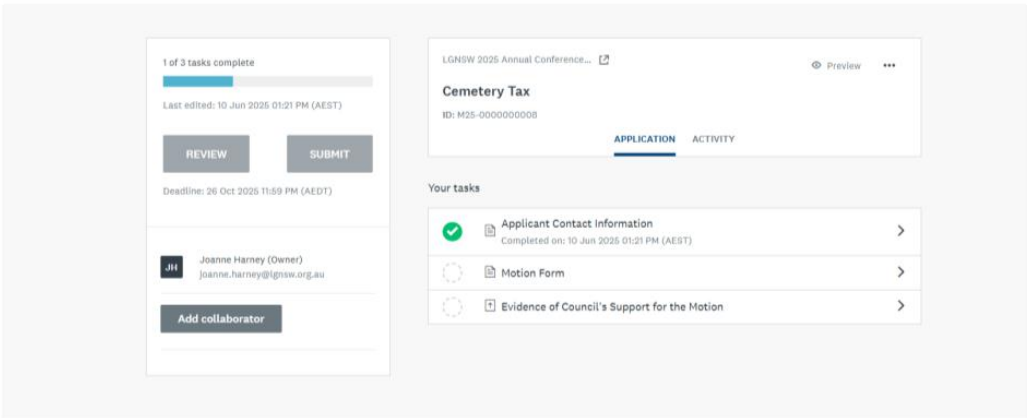 1 of 3 tasks complete
Last edited: 10 Jun 2025 01:21 PM (AEST)
REVIEW
SUBMIT
Deadline: 26 Oct 2025 11:59 PM (AEDT)
JH
Joanne Harney (Owner)
joanne.harney@lgnsw.org.au
Add collaborator
LGNSW 2025 Annual Conference...
Preview
Cemetery Tax
ID: M25-0000000008
APPLICATION
ACTIVITY
Your tasks
Applicant Contact Information
Completed on: 10 Jun 2025 01:21 PM (AEST)
Motion Form
Evidence of Council's Support for the Motion